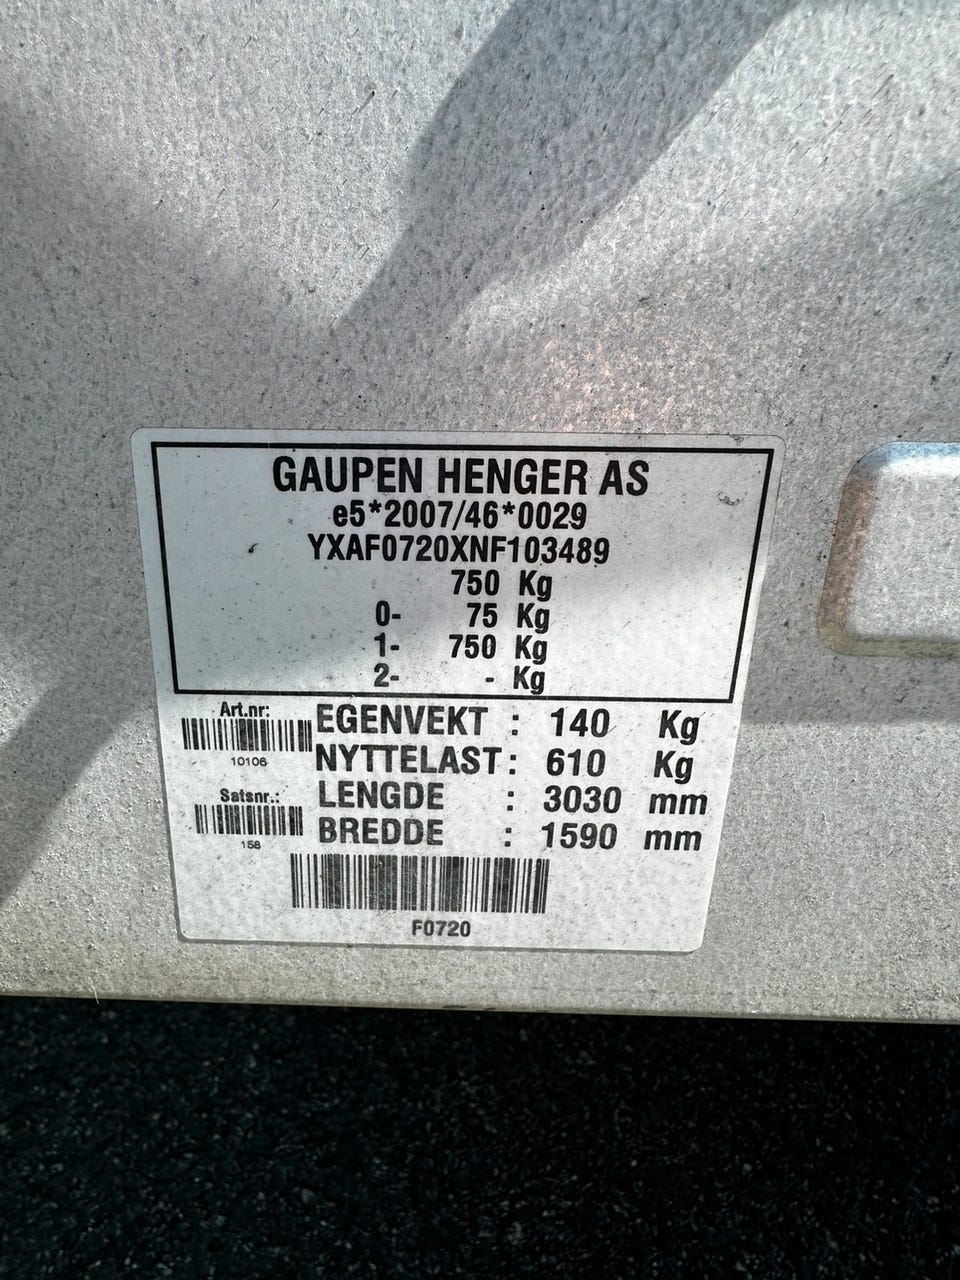 GAUPEN HENGER AS
e5*2007/46*0029
YXAF0720XNF103489
750 Kg
0- 75 Kg
1- 750 Kg
2- - Kg
Art.nr:
10106
EGENVEKT : 140 Kg
NYTTELAST : 610 Kg
Satsnr.:
156
LENGDE : 3030 mm
BREDDE : 1590 mm
F0720